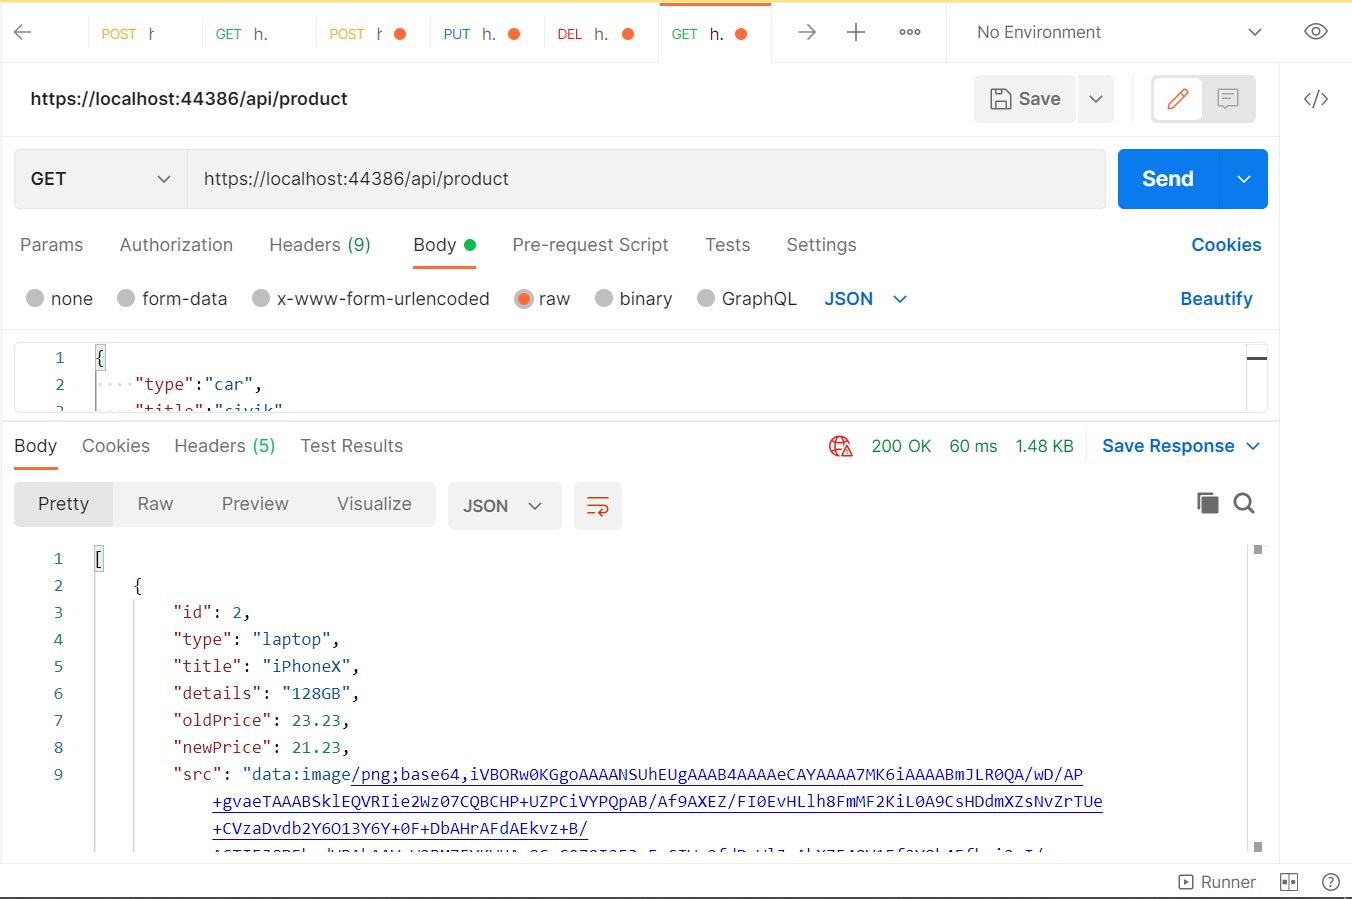 POST
GET h.
POST
PUT h.
DEL h.
GET h.
No Environment
https://localhost:44386/api/product
Save
GET
https://localhost:44386/api/product
Send
Params Authorization Headers (9) Body Pre-request Script Tests Settings Cookies
none form-data x-www-form-urlencoded raw binary GraphQL JSON Beautify
1 {
2 "type":"car",
3 "title":"civik"
Body Cookies Headers (5) Test Results 200 OK 60 ms 1.48 KB Save Response
Pretty Raw Preview Visualize JSON
1 [
2 {
3 "id": 2,
4 "type": "laptop",
5 "title": "iPhoneX",
6 "details": "128GB",
7 "oldPrice": 23.23,
8 "newPrice": 21.23,
9 "src": "data:image/png;base64,iVBORw0KGgoAAAANSUhEUgAAAB4AAAAeCAYAAAA7MK6iAAAABmJLR0QA/wD/AP
+gvaeTAAABSklEQVRIie2Wz07CQBCHP+UZPCiVYPQpAB/Af9AXEZ/FI0EvHLlh8FmMF2KiL0A9CsHDdmXZsNvZrTUe
+CVzaDvdb2Y6O13Y6Y+0F+DbAHrAFdAEkvz+B/
Runner